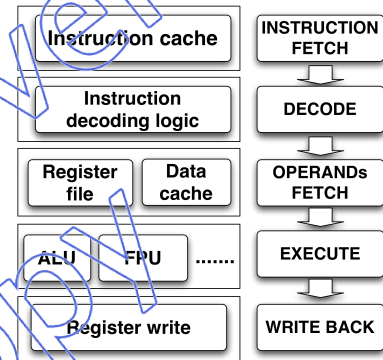 Instruction cache
INSTRUCTION
FETCH
Instruction
decoding logic
DECODE
Register
file
Data
cache
OPERANDs
FETCH
ALU
FPU
.......
EXECUTE
Register write
WRITE BACK